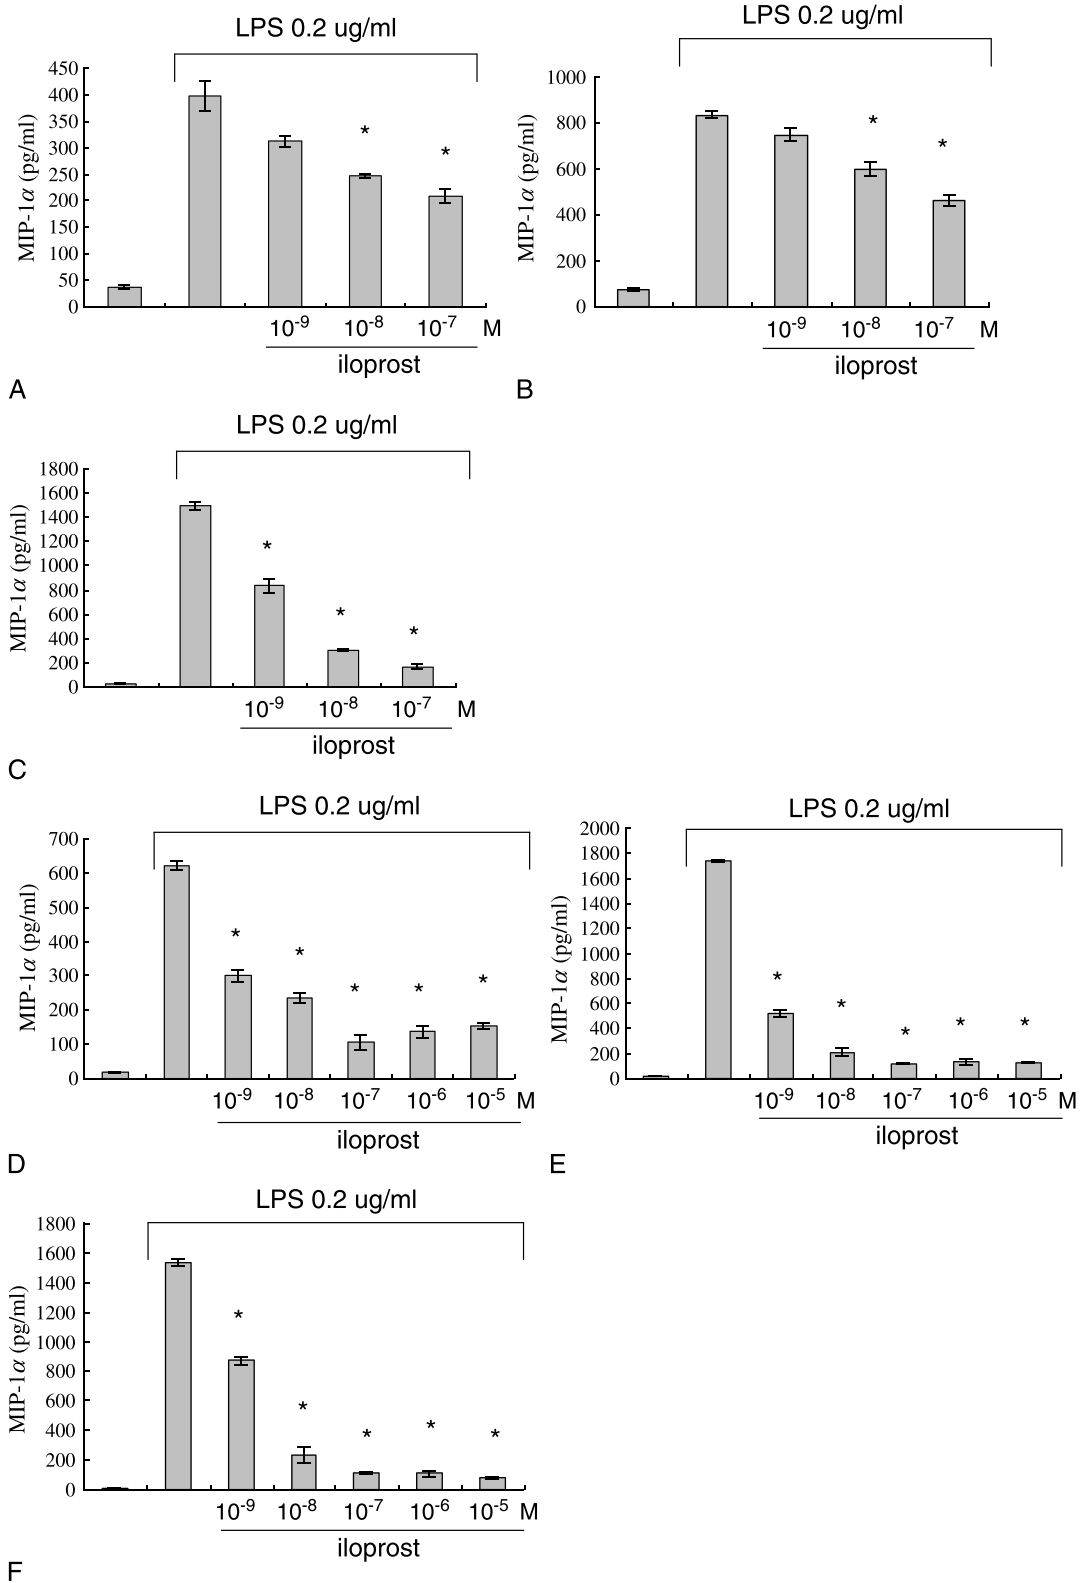 LPS 0.2 ug/ml
MIP-1α (pg/ml)
450
400
350
300
250
200
150
100
50
0
*
*
10-9 10-8 10-7 M
iloprost
A
LPS 0.2 ug/ml
MIP-1α (pg/ml)
1000
800
600
400
200
0
*
*
10-9 10-8 10-7 M
iloprost
B
LPS 0.2 ug/ml
MIP-1α (pg/ml)
1800
1600
1400
1200
1000
800
600
400
200
0
*
*
*
10-9 10-8 10-7 M
iloprost
C
LPS 0.2 ug/ml
MIP-1α (pg/ml)
700
600
500
400
300
200
100
0
* * * * *
10-9 10-8 10-7 10-6 10-5 M
iloprost
D
LPS 0.2 ug/ml
MIP-1α (pg/ml)
2000
1800
1600
1400
1200
1000
800
600
400
200
0
* * * * *
10-9 10-8 10-7 10-6 10-5 M
iloprost
E
LPS 0.2 ug/ml
MIP-1α (pg/ml)
1800
1600
1400
1200
1000
800
600
400
200
0
* * * * *
10-9 10-8 10-7 10-6 10-5 M
iloprost
F